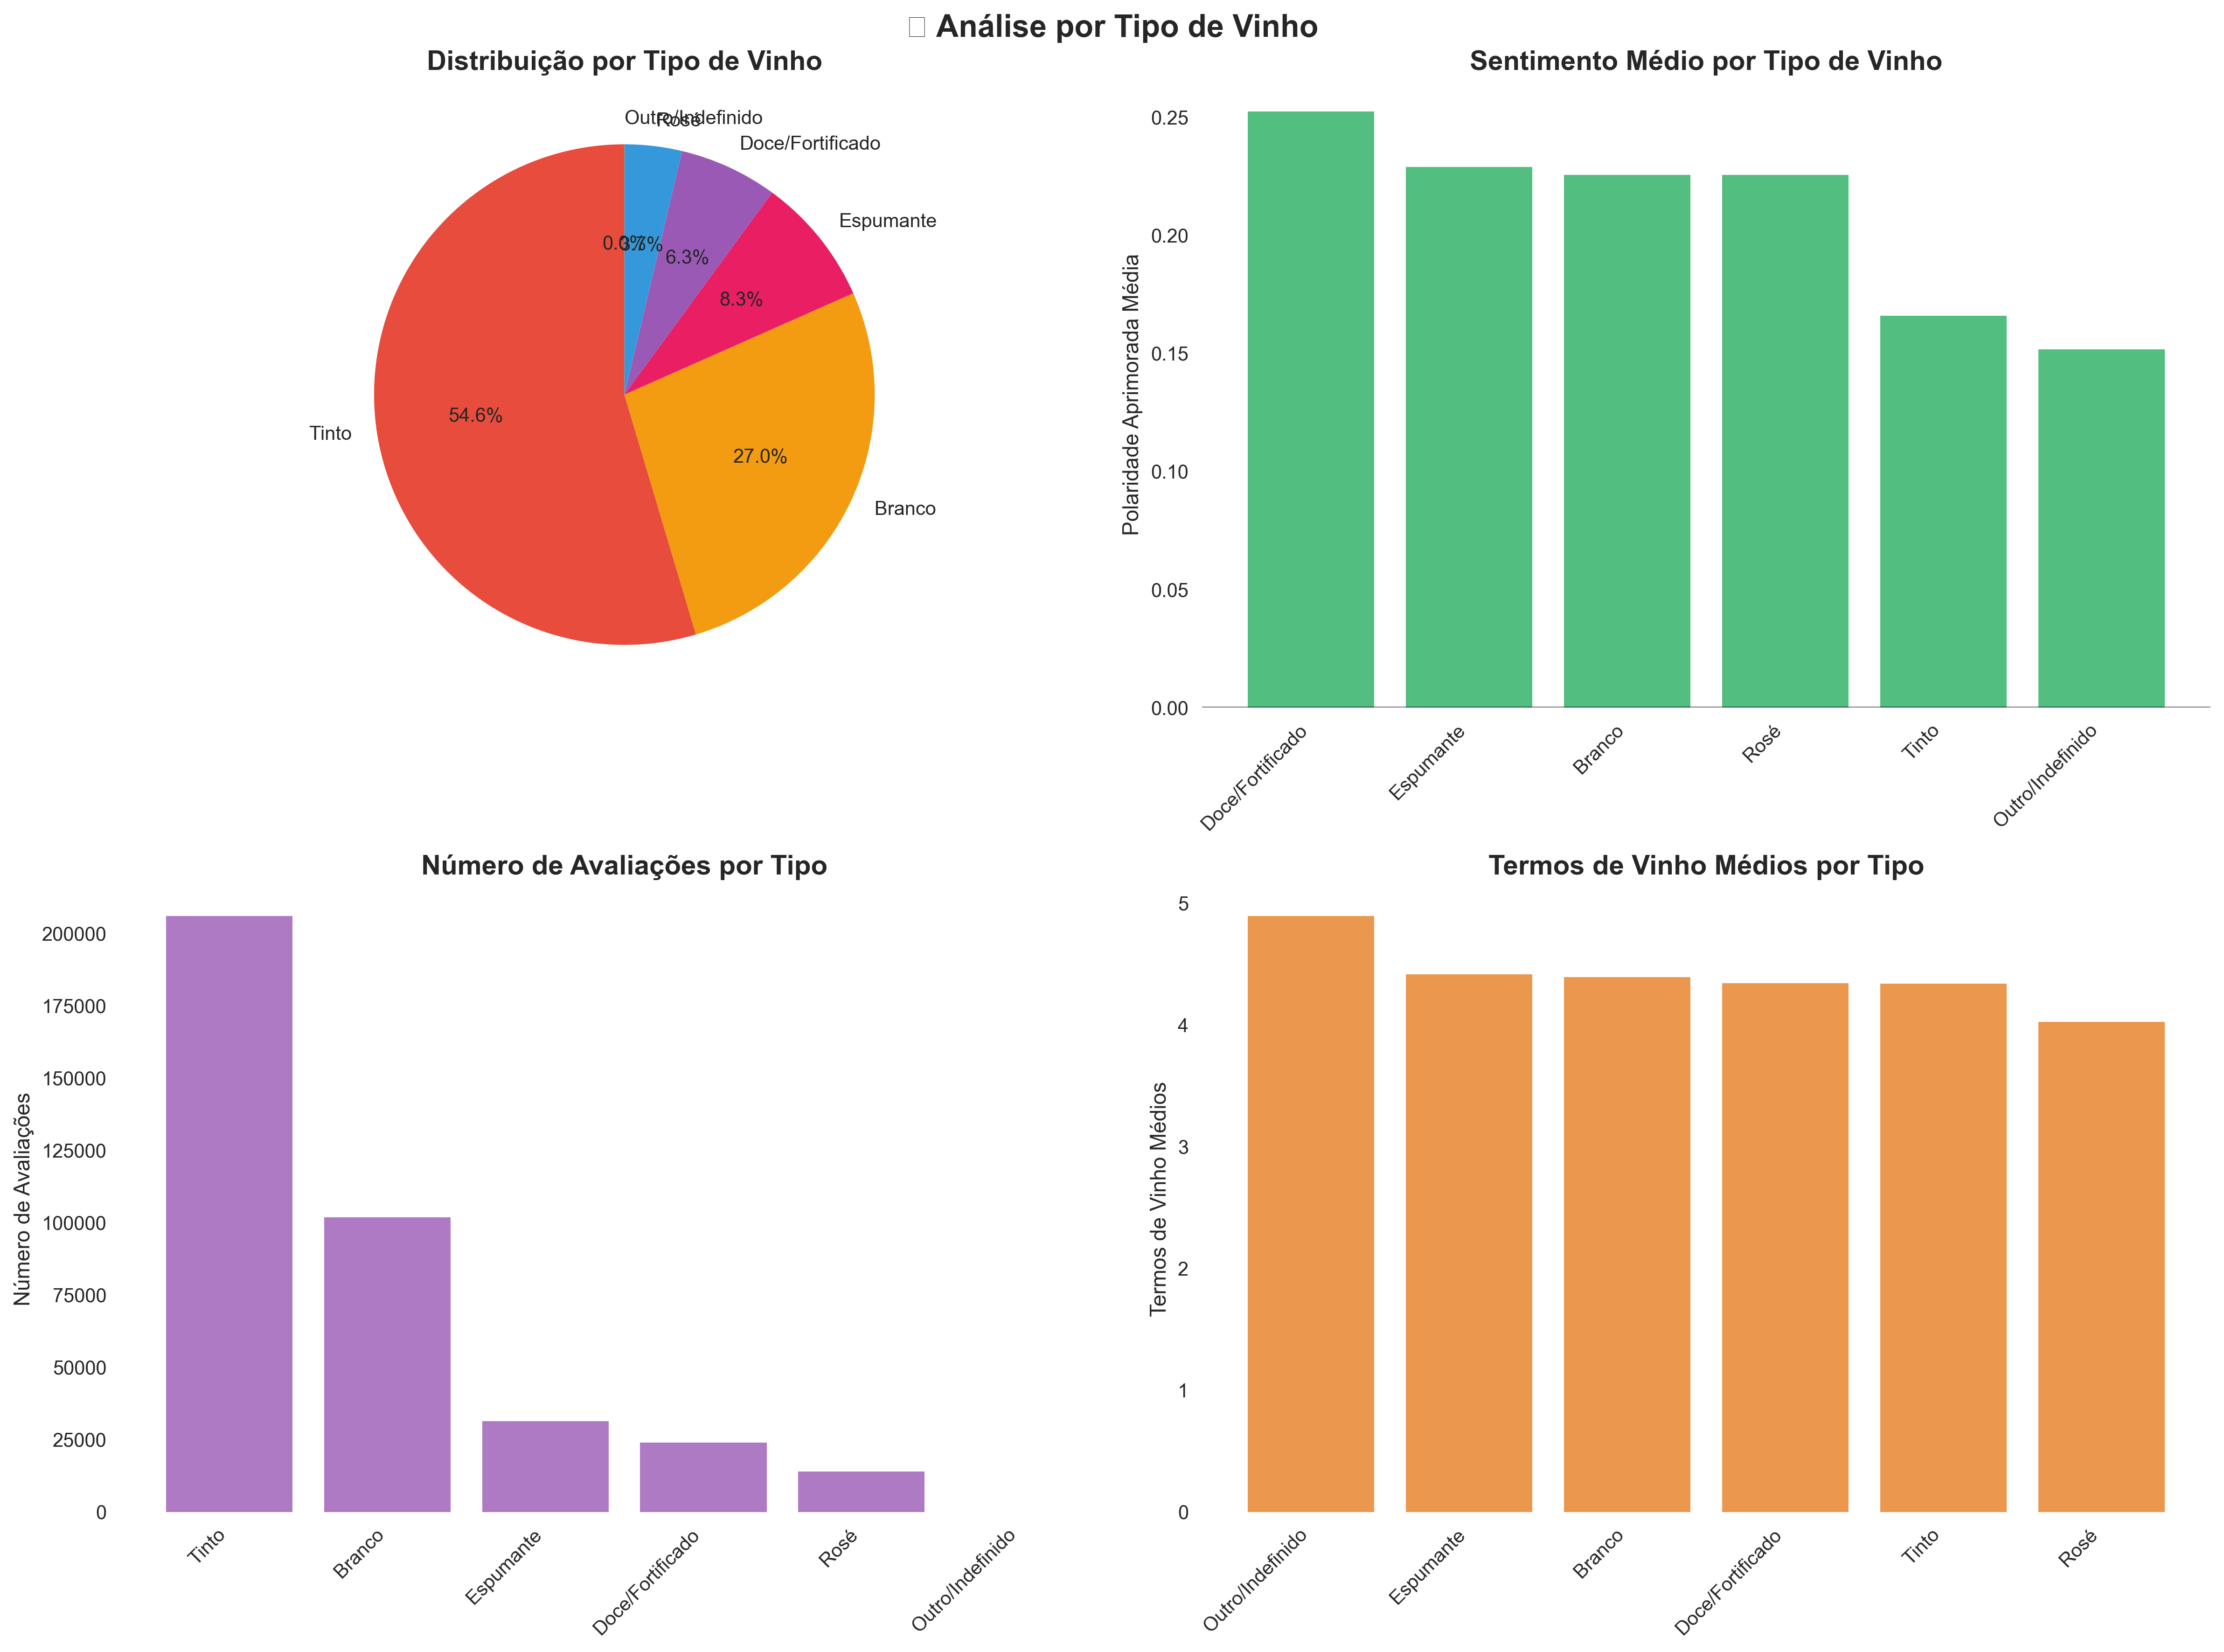 Análise por Tipo de Vinho
Distribuição por Tipo de Vinho
Outro/Indefinido
Rosé
Doce/Fortificado
Espumante
Branco
Tinto
0.0%
3.7%
6.3%
8.3%
27.0%
54.6%
Sentimento Médio por Tipo de Vinho
Polaridade Aprimorada Média
0.25
0.20
0.15
0.10
0.05
0.00
Doce/Fortificado
Espumante
Branco
Rosé
Tinto
Outro/Indefinido
Número de Avaliações por Tipo
Número de Avaliações
200000
175000
150000
125000
100000
75000
50000
25000
0
Tinto
Branco
Espumante
Doce/Fortificado
Rosé
Outro/Indefinido
Termos de Vinho Médios por Tipo
Termos de Vinho Médios
5
4
3
2
1
0
Outro/Indefinido
Espumante
Branco
Doce/Fortificado
Tinto
Rosé